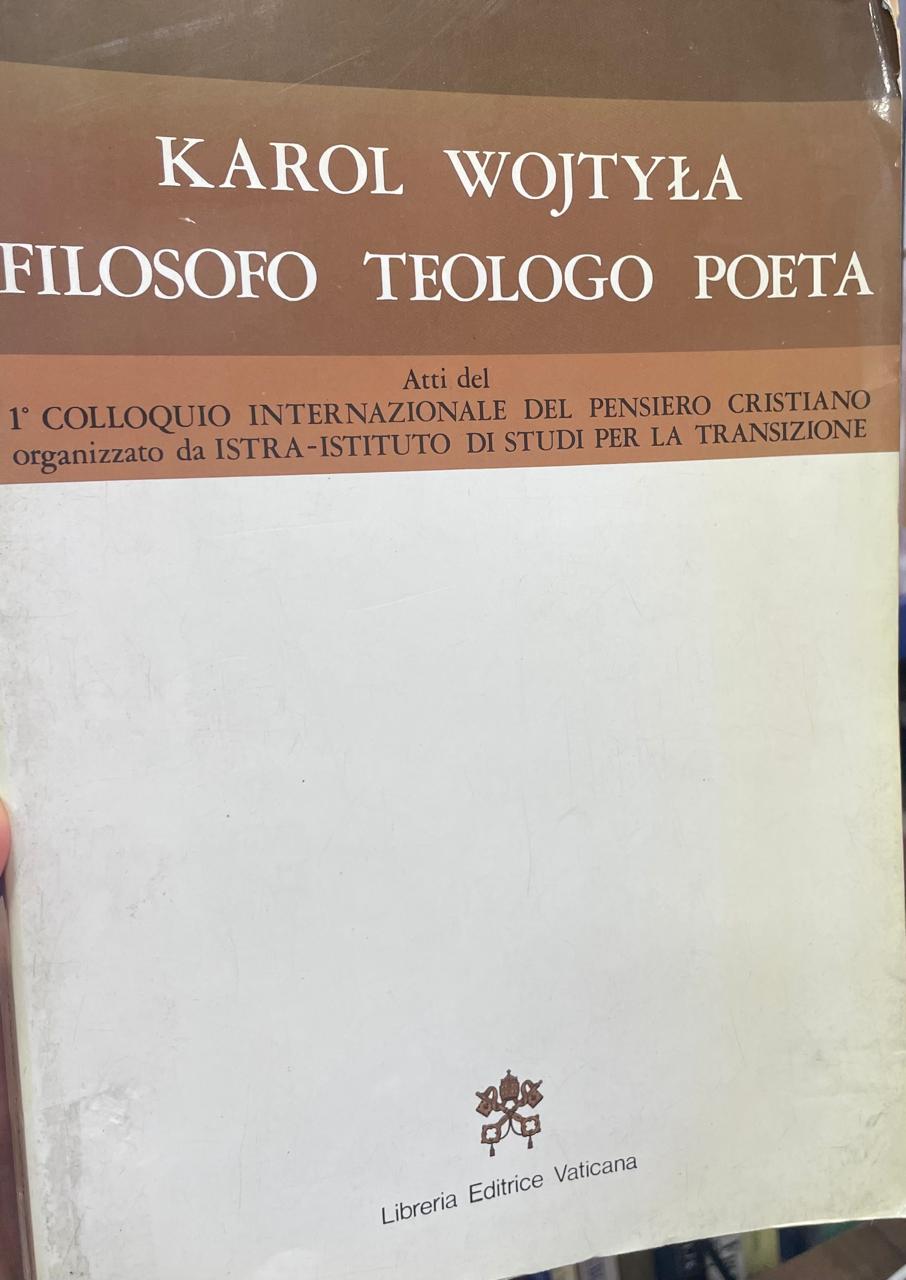 KAROL WOJTYŁA
FILOSOFO TEOLOGO POETA
Atti del
1° COLLOQUIO INTERNAZIONALE DEL PENSIERO CRISTIANO
organizzato da ISTRA-ISTITUTO DI STUDI PER LA TRANSIZIONE
Libreria Editrice Vaticana